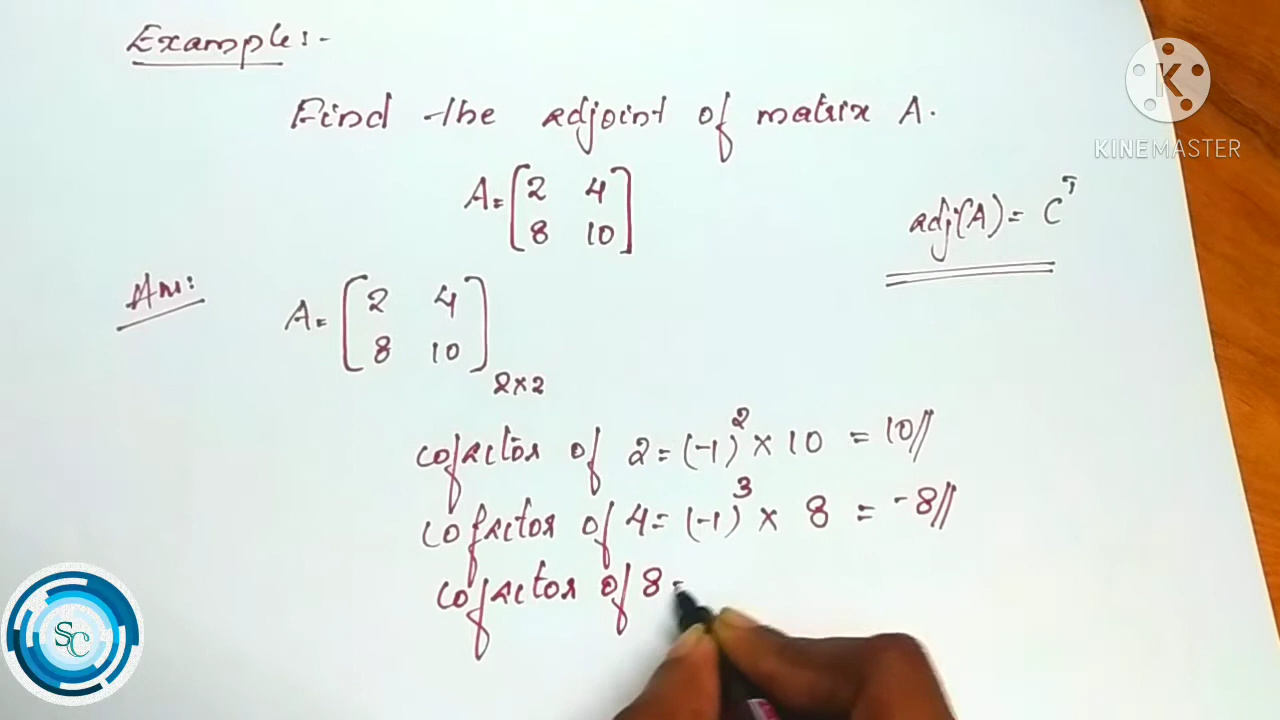 Example:-
Find the adjoint of matrix A.
A = [2 4
8 10]
adj(A) = C^T
Ans:
A = [2 4
8 10] 2×2
cofactor of 2 = (-1)^2 × 10 = 10//
cofactor of 4 = (-1)^3 × 8 = -8//
cofactor of 8 =
K
KINEMASTER
SC